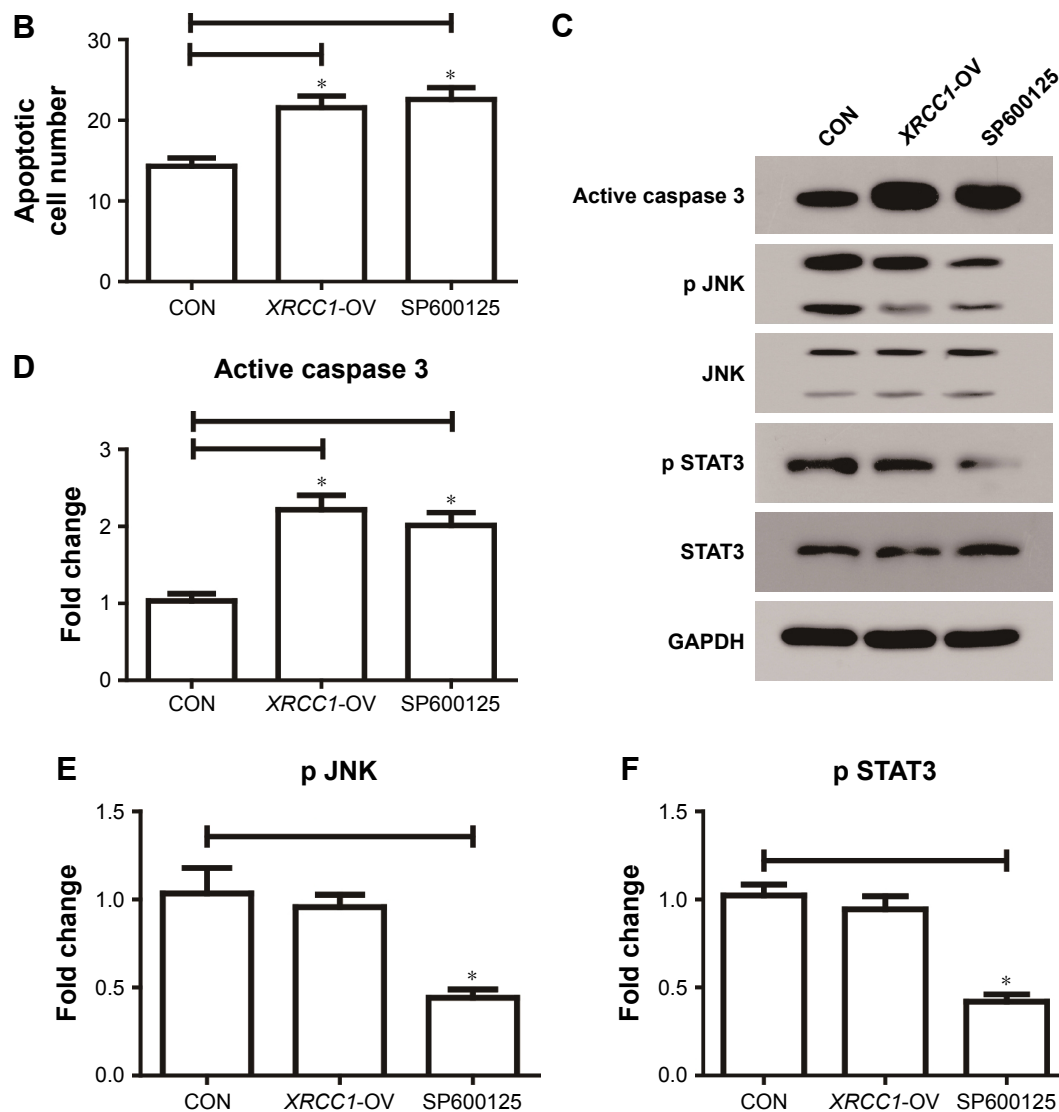 B
30
20
10
0
Apoptotic
cell number
*
*
CON
XRCC1-OV
SP600125
C
CON
XRCC1-OV
SP600125
Active caspase 3
p JNK
JNK
p STAT3
STAT3
GAPDH
D
Active caspase 3
3
2
1
0
Fold change
*
*
CON
XRCC1-OV
SP600125
E
p JNK
1.5
1.0
0.5
0.0
Fold change
*
CON
XRCC1-OV
SP600125
F
p STAT3
1.5
1.0
0.5
0.0
Fold change
*
CON
XRCC1-OV
SP600125